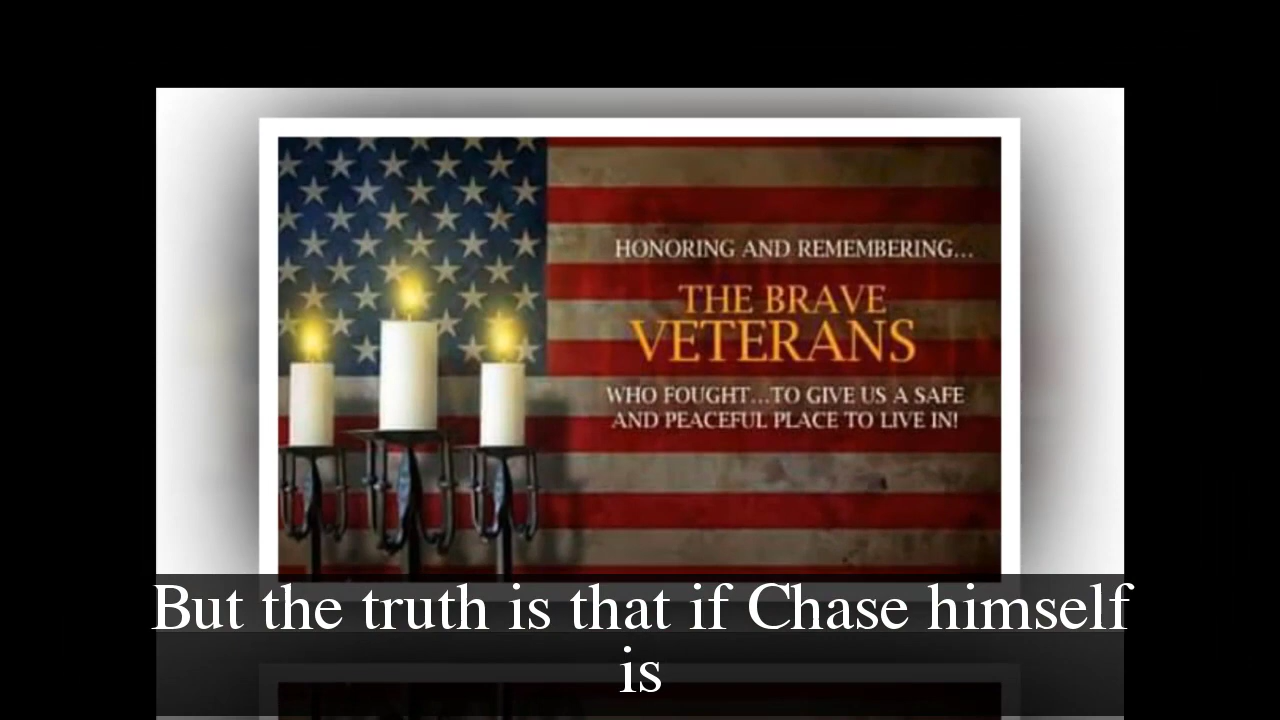 HONORING AND REMEMBERING...
THE BRAVE
VETERANS
WHO FOUGHT...TO GIVE US A SAFE
AND PEACEFUL PLACE TO LIVE IN!
But the truth is that if Chase himself
is